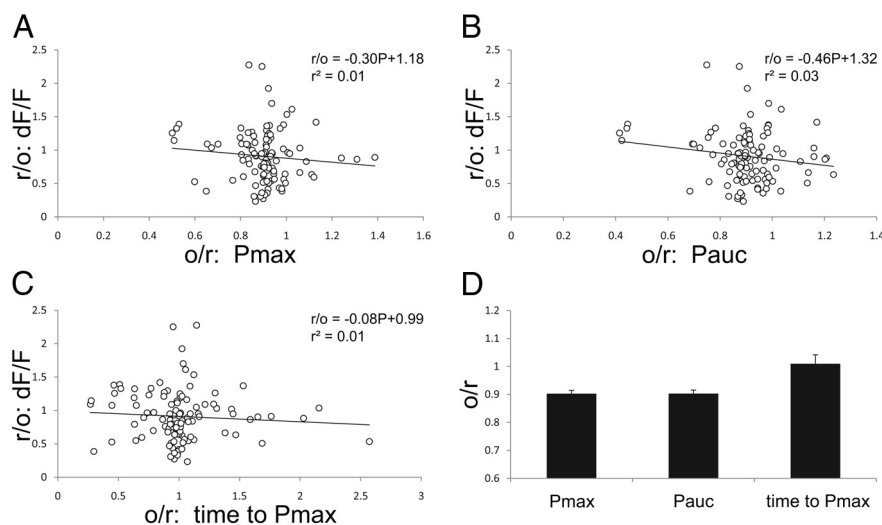 A
r/o: dF/F
2.5
2
1.5
1
0.5
0
r/o = -0.30P+1.18
r² = 0.01
0 0.2 0.4 0.6 0.8 1 1.2 1.4 1.6
o/r: Pmax
B
r/o: dF/F
2.5
2
1.5
1
0.5
0
r/o = -0.46P+1.32
r² = 0.03
0 0.2 0.4 0.6 0.8 1 1.2 1.4
o/r: Pauc
C
r/o: dF/F
2.5
2
1.5
1
0.5
0
r/o = -0.08P+0.99
r² = 0.01
0 0.5 1 1.5 2 2.5 3
o/r: time to Pmax
D
o/r
1.2
1.1
1
0.9
0.8
0.7
0.6
Pmax Pauc time to Pmax